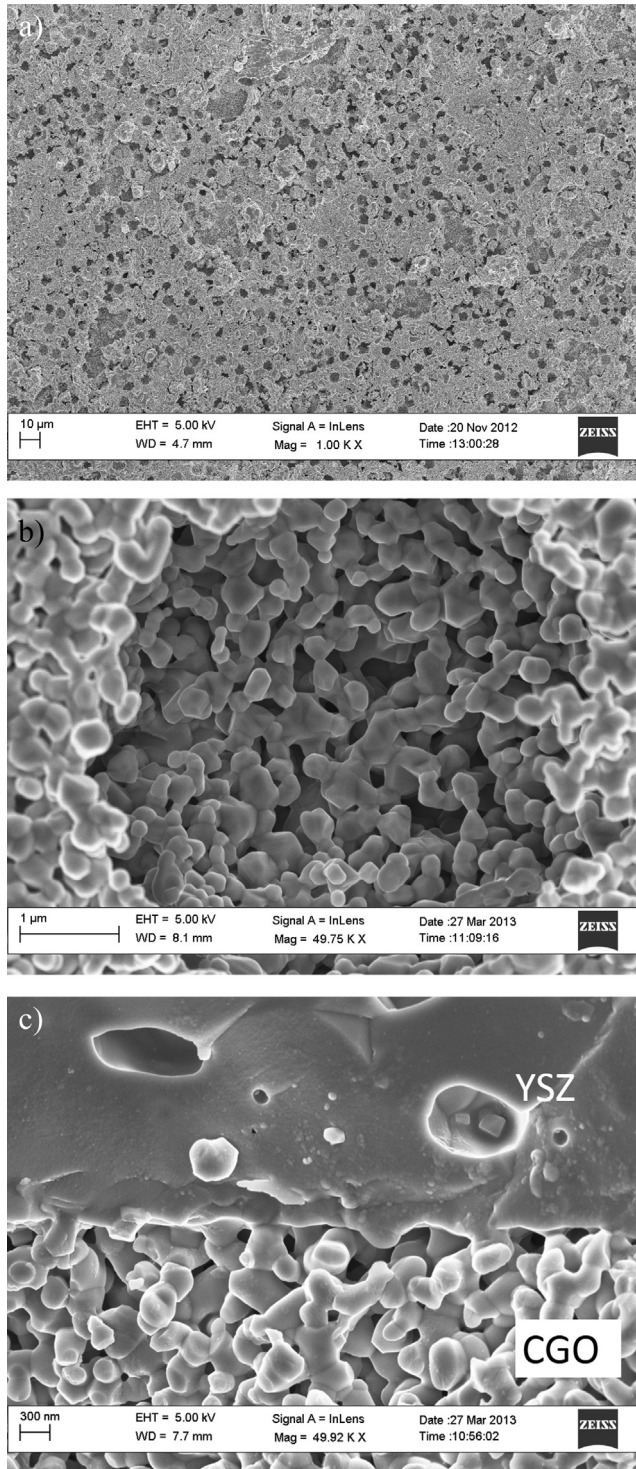 a)
10 µm
EHT = 5.00 kV
WD = 4.7 mm
Signal A = InLens
Mag = 1.00 K X
Date :20 Nov 2012
Time :13:00:28
ZEISS
b)
1 µm
EHT = 5.00 kV
WD = 8.1 mm
Signal A = InLens
Mag = 49.75 K X
Date :27 Mar 2013
Time :11:09:16
ZEISS
c)
YSZ
CGO
300 nm
EHT = 5.00 kV
WD = 7.7 mm
Signal A = InLens
Mag = 49.92 K X
Date :27 Mar 2013
Time :10:56:02
ZEISS